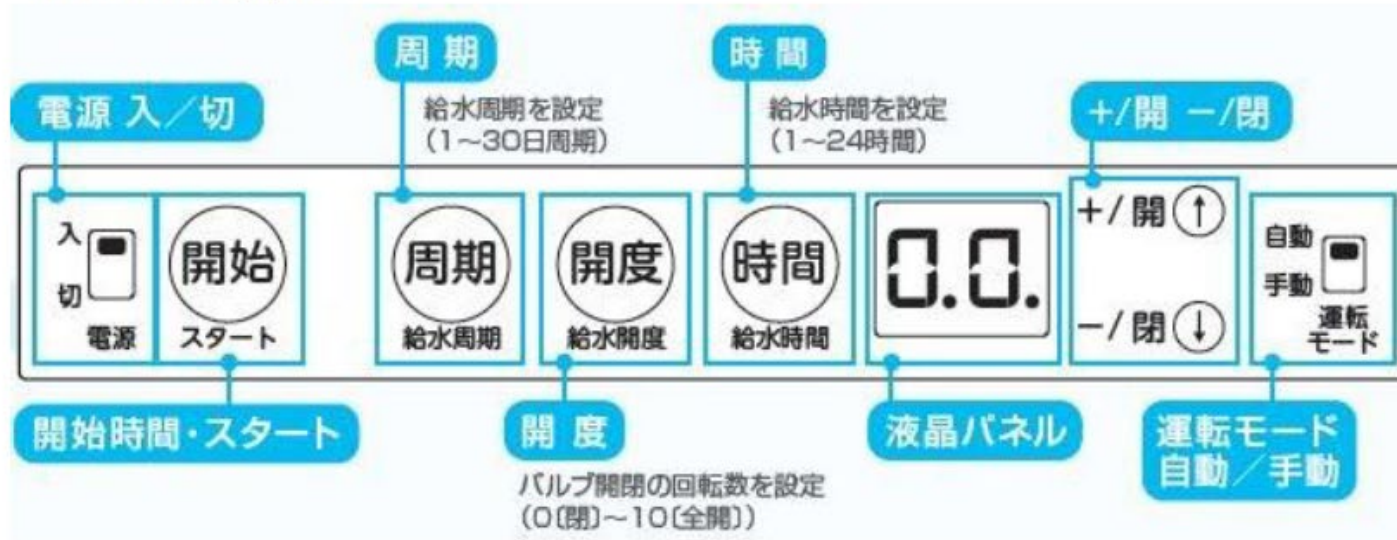 周期
時間
電源 入／切
給水周期を設定
（1～30日周期）
給水時間を設定
（1～24時間）
＋/開 －/閉
入
切
電源
開始
スタート
周期
給水周期
開度
給水開度
時間
給水時間
0.0.
＋/開↑
－/閉↓
自動
手動
運転
モード
開始時間・スタート
開度
バルブ開閉の回転数を設定
（0〔閉〕～10〔全開〕）
液晶パネル
運転モード
自動／手動